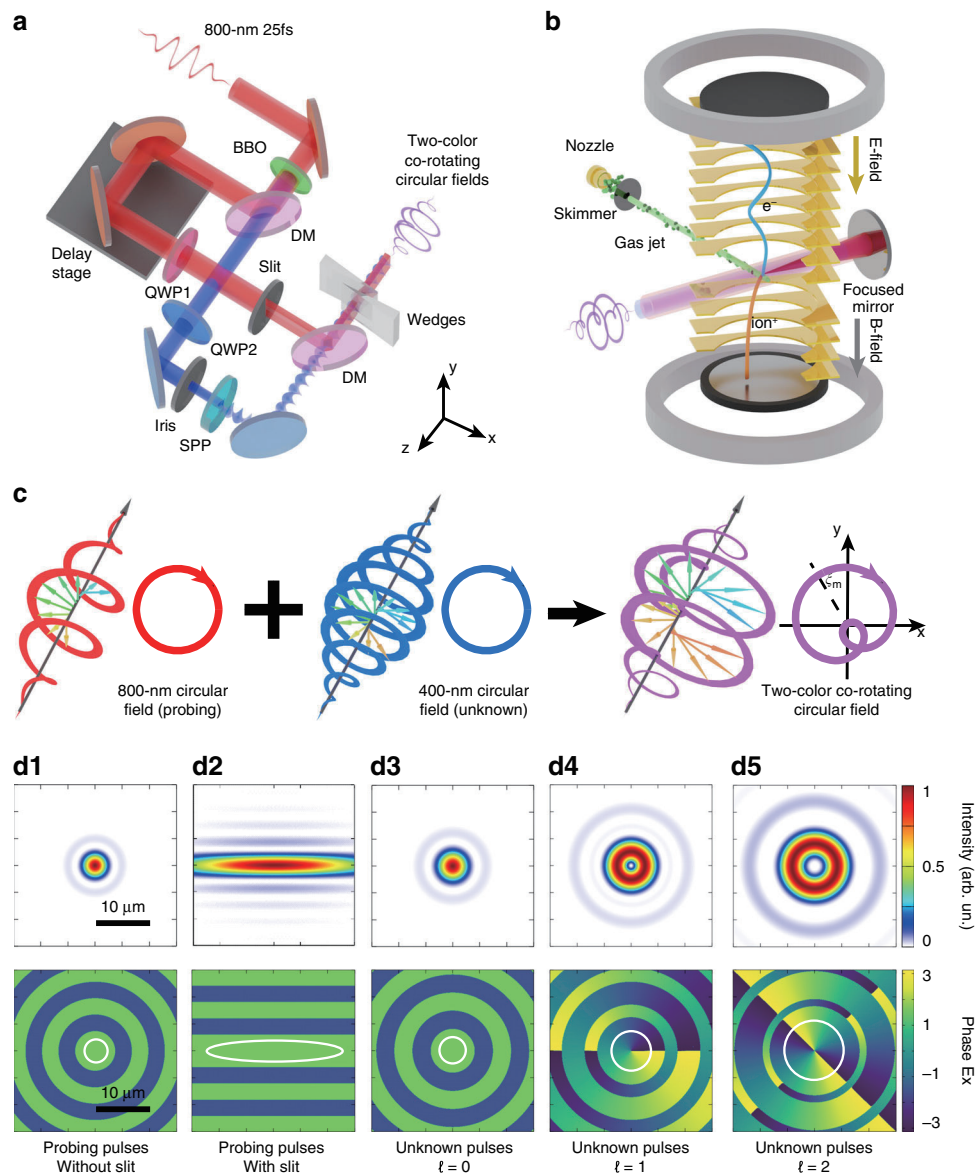 a
800-nm 25fs
BBO
Two-color
co-rotating
circular fields
DM
Delay
stage
Slit
QWP1
Wedges
QWP2
DM
Iris
SPP
y
x
z
b
Nozzle
E-field
Skimmer
e⁻
Gas jet
Focused
mirror
ion⁺
B-field
c
y
ζm
x
800-nm circular
field (probing)
400-nm circular
field (unknown)
Two-color co-rotating
circular field
d1
d2
d3
d4
d5
1
0.5
0
Intensity (arb. un.)
10 μm
3
1
−1
−3
Phase Ex
10 μm
Probing pulses
Without slit
Probing pulses
With slit
Unknown pulses
ℓ = 0
Unknown pulses
ℓ = 1
Unknown pulses
ℓ = 2